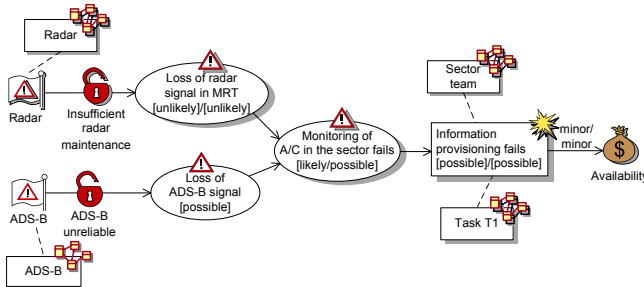 Radar
Radar
Insufficient
radar
maintenance
Loss of radar
signal in MRT
[unlikely]/[unlikely]
Monitoring of
A/C in the sector fails
[likely/possible]
Sector
team
Information
provisioning fails
[possible]/[possible]
minor/
minor
$
Availability
ADS-B
ADS-B
unreliable
Loss of
ADS-B signal
[possible]
Task T1
ADS-B